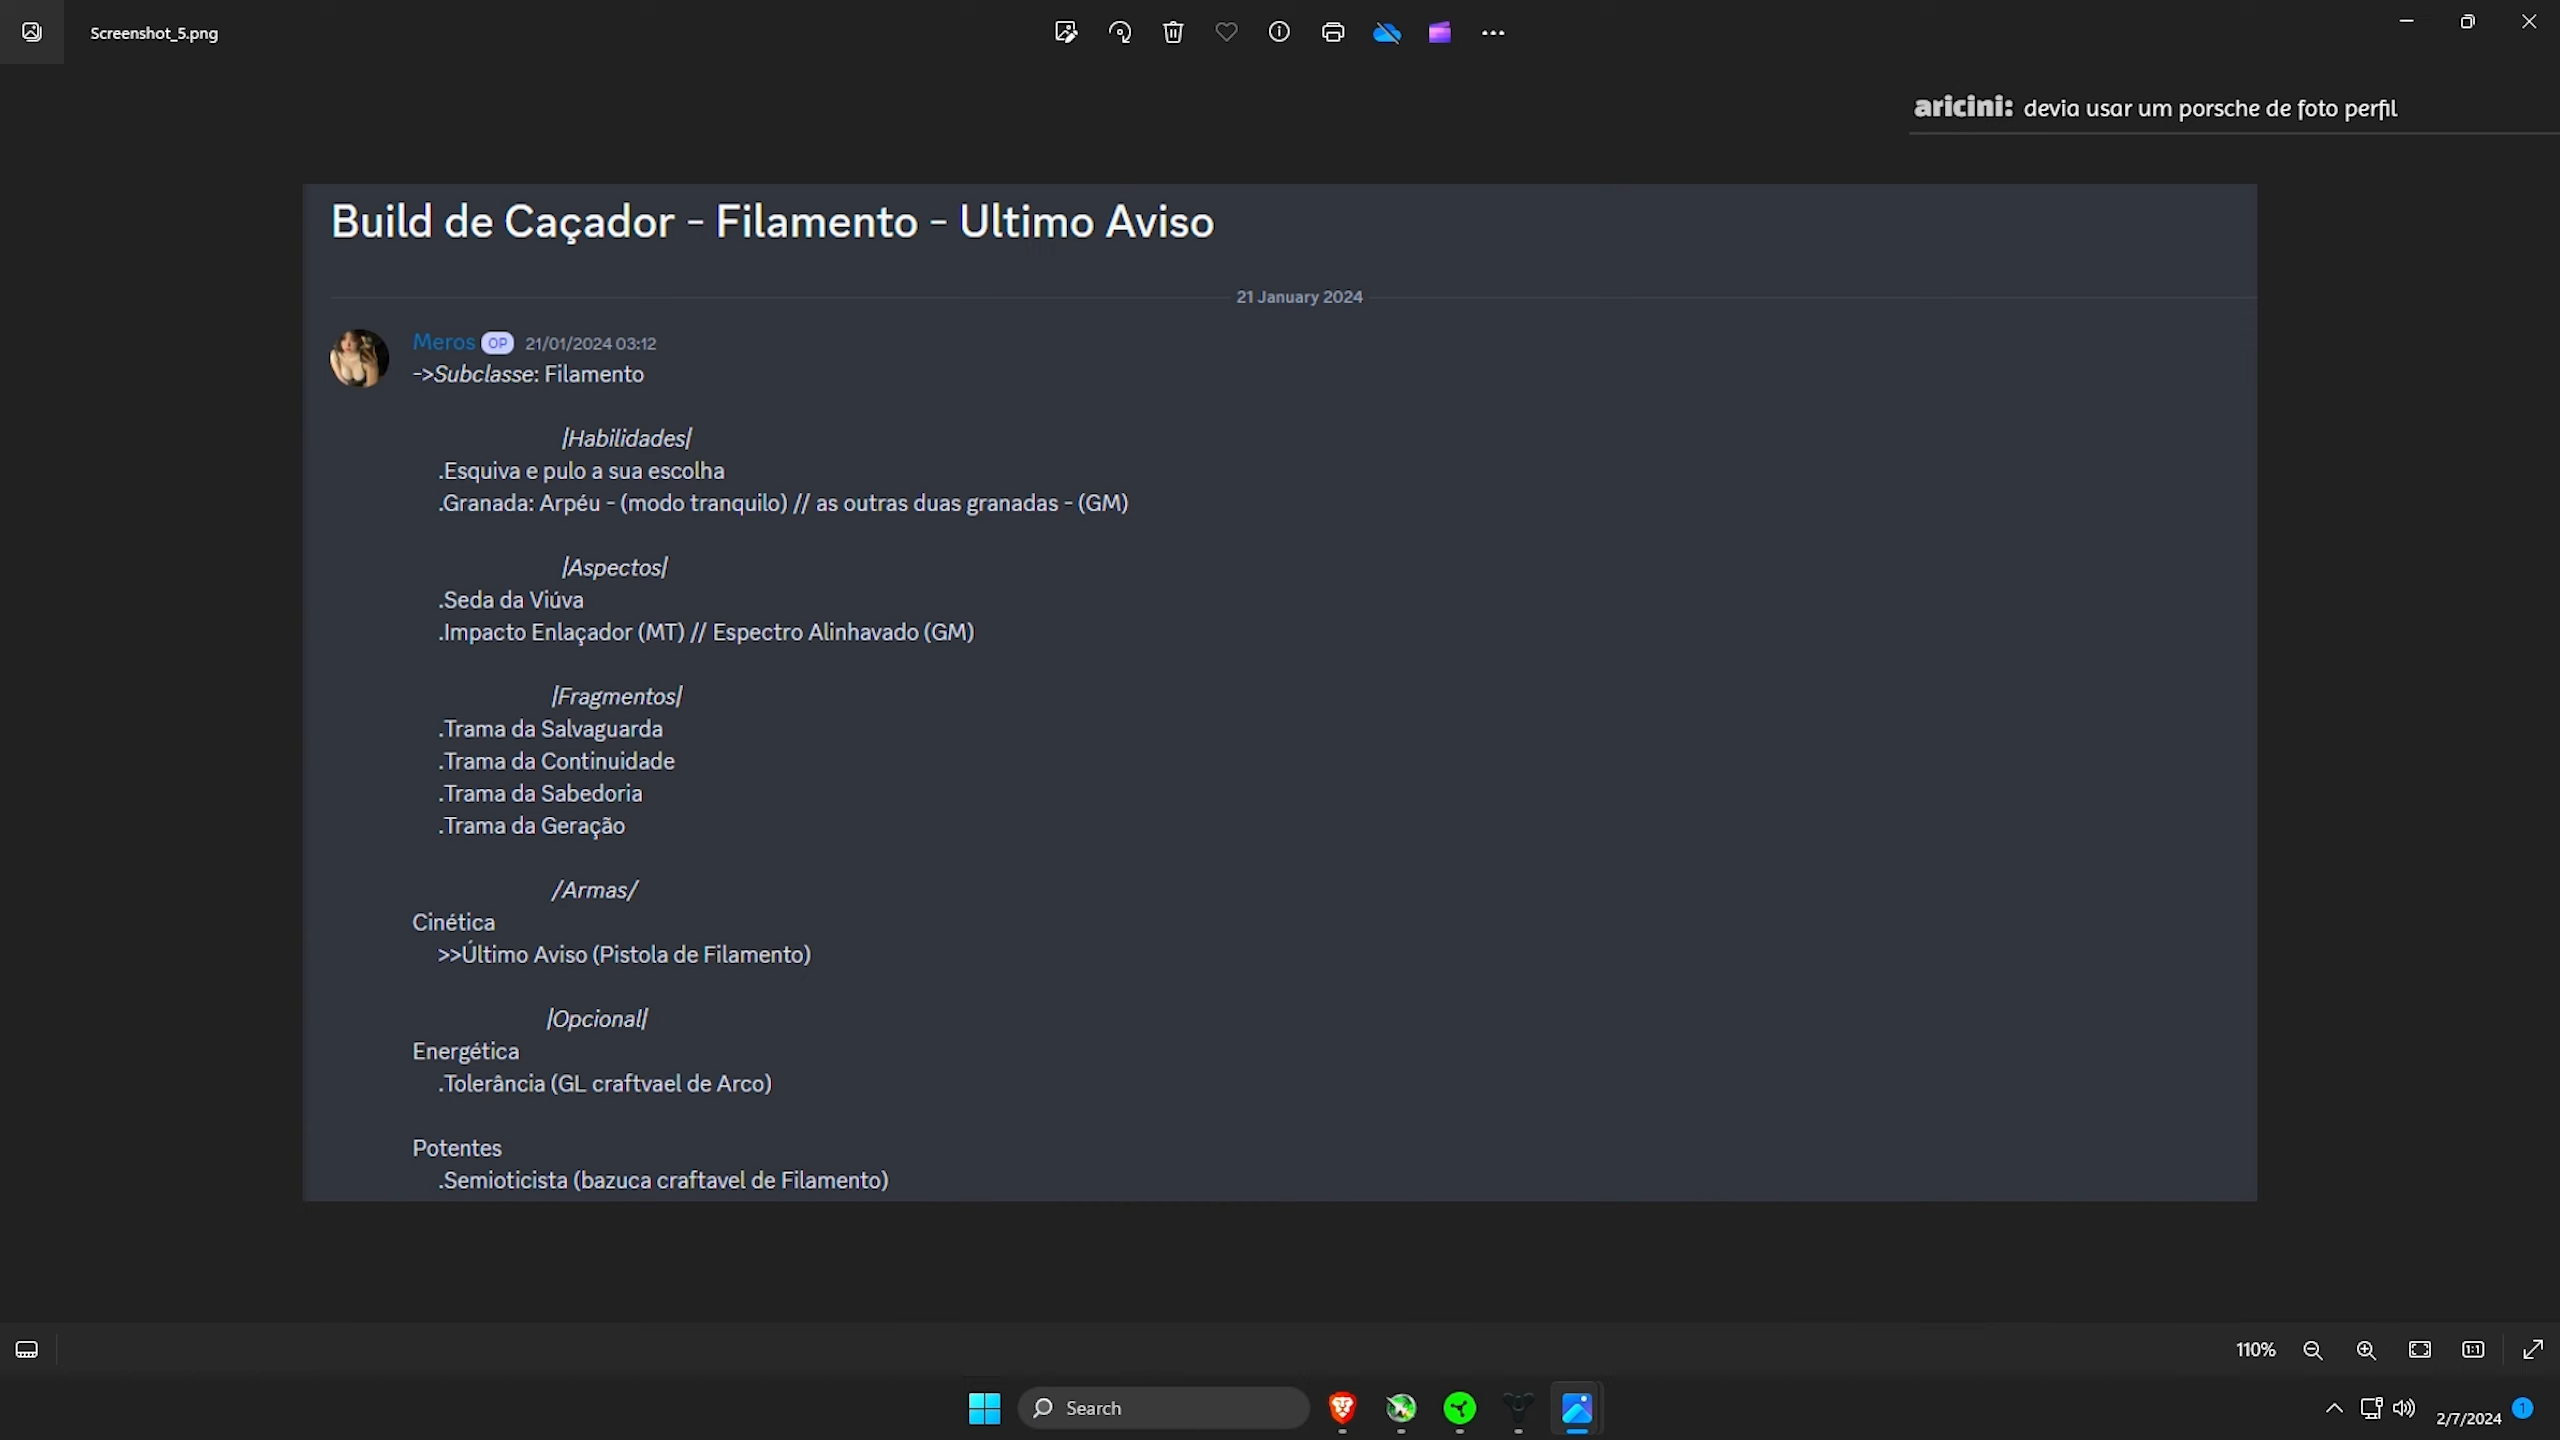 Screenshot_5.png
aricini: devia usar um porsche de foto perfil
Build de Caçador - Filamento - Ultimo Aviso
21 January 2024
Meros OP 21/01/2024 03:12
->Subclasse: Filamento
|Habilidades|
.Esquiva e pulo a sua escolha
.Granada: Arpéu - (modo tranquilo) // as outras duas granadas - (GM)
|Aspectos|
.Seda da Viúva
.Impacto Enlaçador (MT) // Espectro Alinhavado (GM)
|Fragmentos|
.Trama da Salvaguarda
.Trama da Continuidade
.Trama da Sabedoria
.Trama da Geração
/Armas/
Cinética
>>Último Aviso (Pistola de Filamento)
|Opcional|
Energética
.Tolerância (GL craftvael de Arco)
Potentes
.Semioticista (bazuca craftavel de Filamento)
110%
1:1
Search
2/7/2024
1